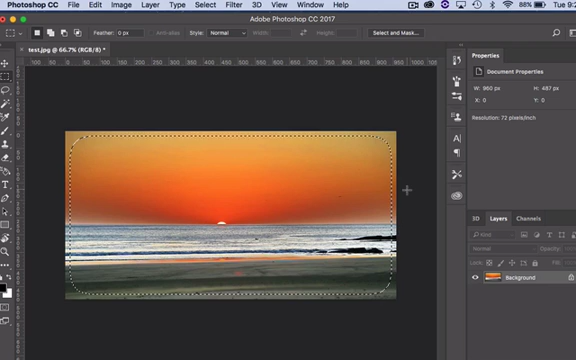 Photoshop CC File Edit Image Layer Type Select Filter 3D View Window Help 88% Tue 9:2
Adobe Photoshop CC 2017
Feather: 0 px Anti-alias Style: Normal Width: Height: Select and Mask...
test.jpg @ 66.7% (RGB/8) *
Properties
Document Properties
W: 960 px H: 487 px
X: 0 Y: 0
Resolution: 72 pixels/inch
3D Layers Channels
Kind
Normal Opacity:
Lock: Fill:
Background